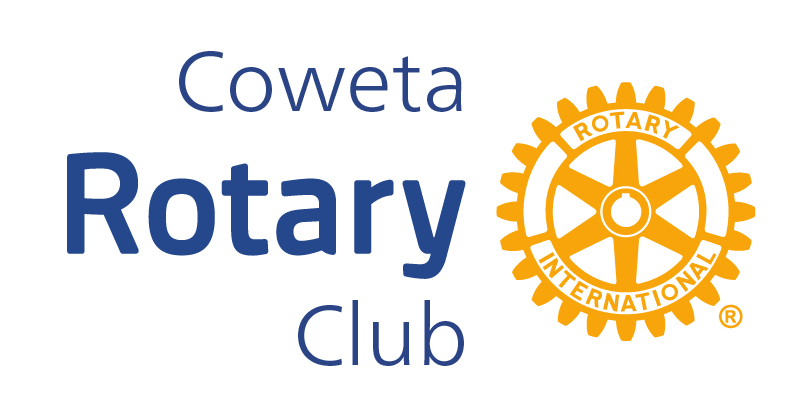 Coweta
Rotary
Club
ROTARY
INTERNATIONAL
®